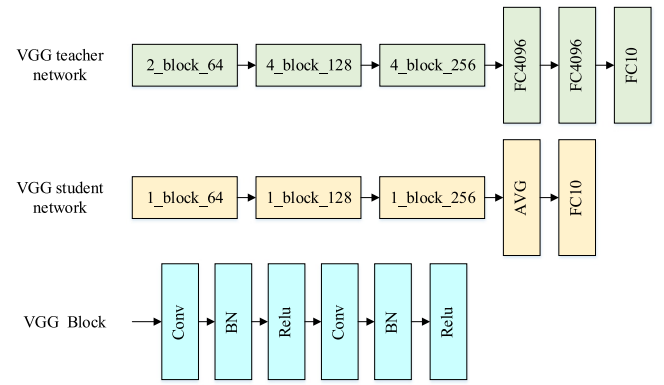 VGG teacher
network
2_block_64
4_block_128
4_block_256
FC4096
FC4096
FC10
VGG student
network
1_block_64
1_block_128
1_block_256
AVG
FC10
VGG Block
Conv
BN
Relu
Conv
BN
Relu